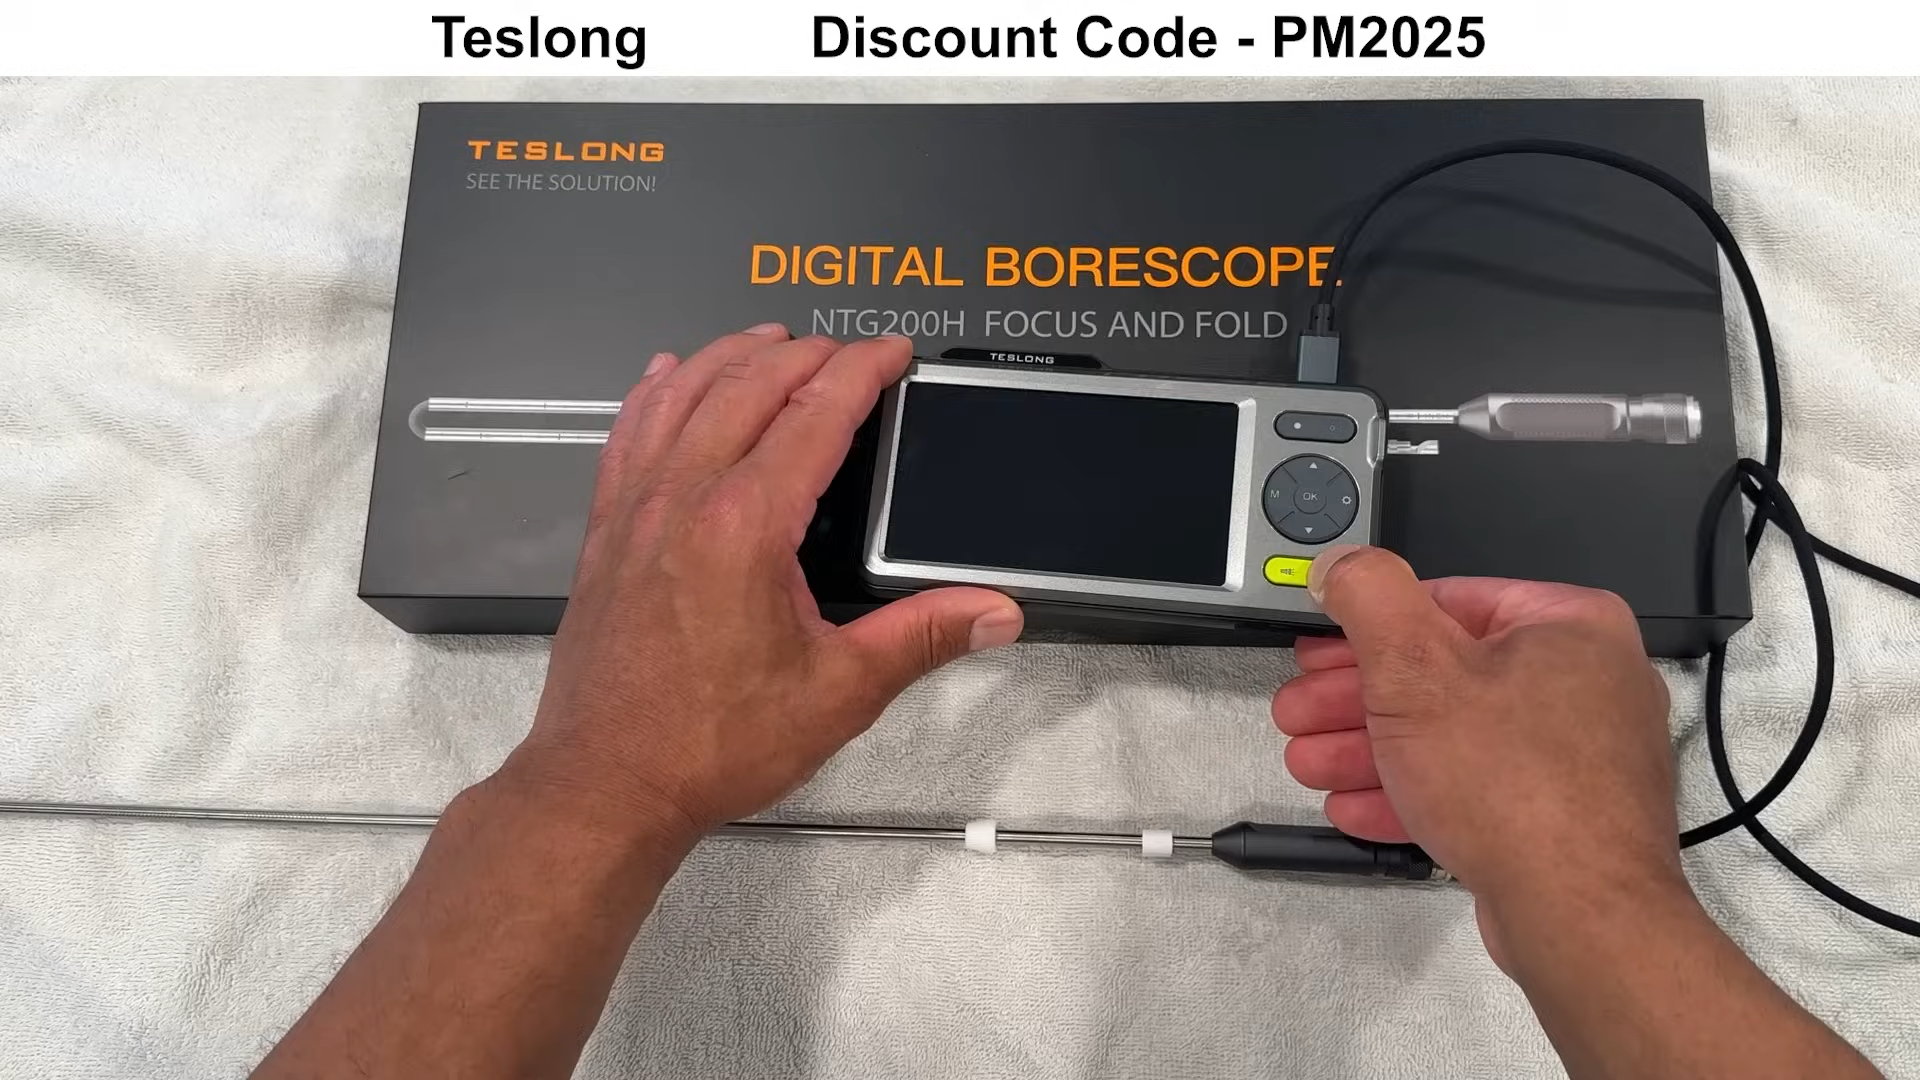 Teslong Discount Code - PM2025
TESLONG
SEE THE SOLUTION!
DIGITAL BORESCOPE
NTG200H FOCUS AND FOLD
TESLONG
M OK